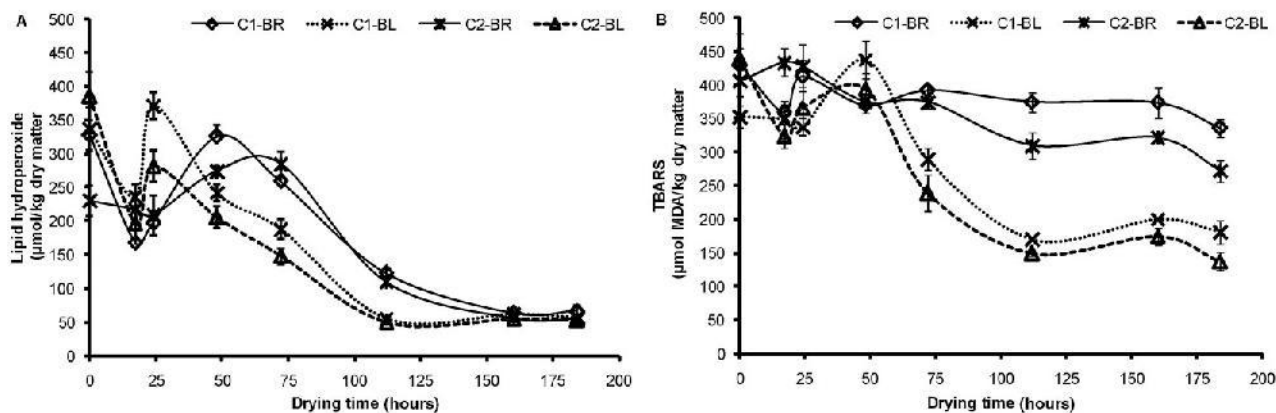 A
C1-BR C1-BL C2-BR C2-BL
500
450
400
350
300
250
200
150
100
50
0
Lipid hydroperoxide
(µmol/kg dry matter
0 25 50 75 100 125 150 175 200
Drying time (hours)
B
C1-BR C1-BL C2-BR C2-BL
500
450
400
350
300
250
200
150
100
50
0
TBARS
(µmol MDA/kg dry matter)
0 25 50 75 100 125 150 175 200
Drying time (hours)